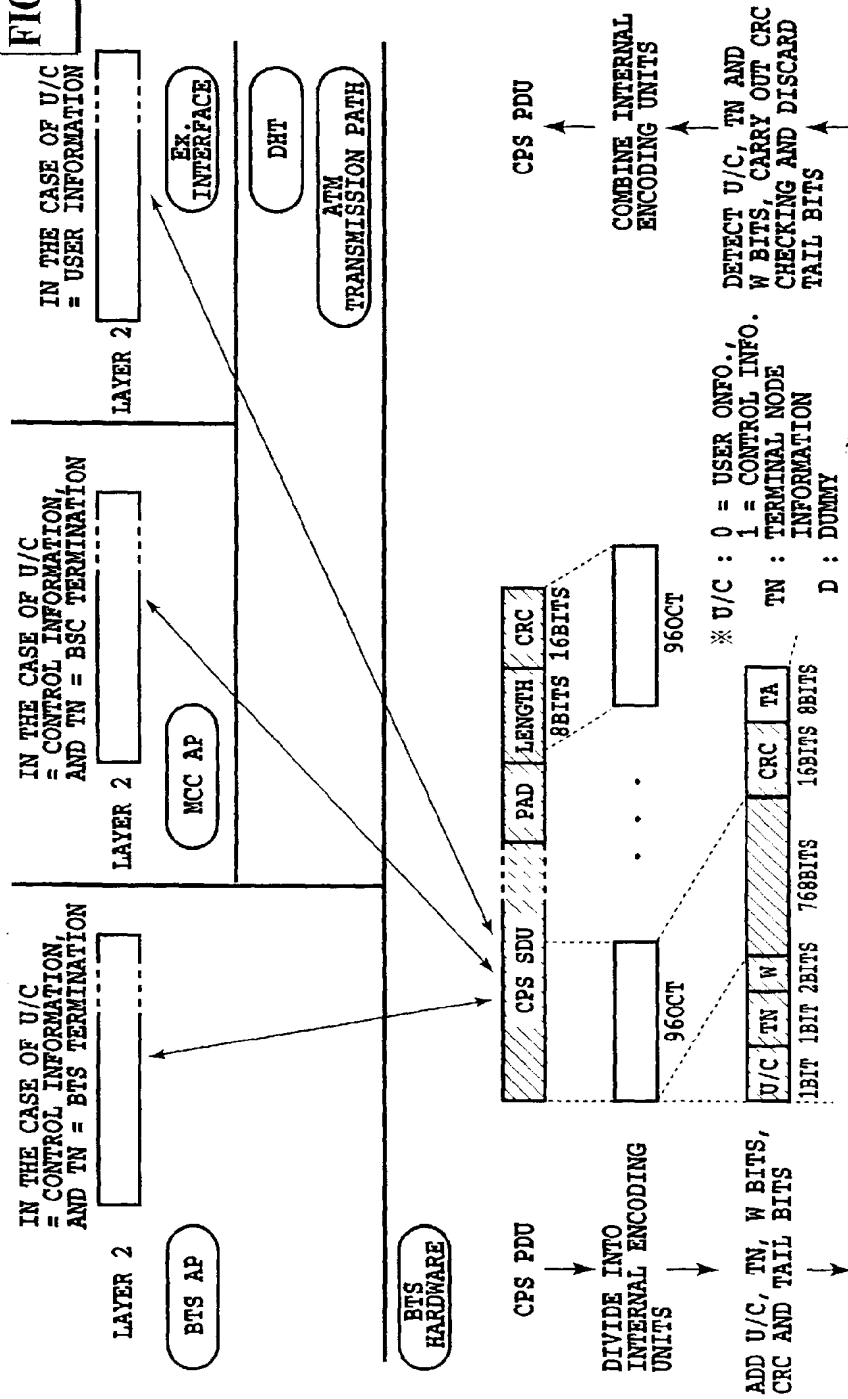 FIG
IN THE CASE OF U/C
= CONTROL INFORMATION,
AND TN = BTS TERMINATION
LAYER 2
BTS AP
IN THE CASE OF U/C
= CONTROL INFORMATION,
AND TN = BSC TERMINATION
LAYER 2
MCC AP
IN THE CASE OF U/C
= USER INFORMATION
LAYER 2
Ex.
INTERFACE
DHT
ATM
TRANSMISSION PATH
BTS
HARDWARE
CPS PDU
CPS SDU
PAD
LENGTH
CRC
8BITS 16BITS
CPS PDU
DIVIDE INTO
INTERNAL ENCODING
UNITS
96OCT
. . .
96OCT
COMBINE INTERNAL
ENCODING UNITS
ADD U/C, TN, W BITS,
CRC AND TAIL BITS
U/C
TN
W
CRC
TA
1BIT 1BIT 2BITS 768BITS 16BITS 8BITS
※ U/C : 0 = USER ONFO.,
1 = CONTROL INFO.
TN : TERMINAL NODE
INFORMATION
D : DUMMY
DETECT U/C, TN AND
W BITS, CARRY OUT CRC
CHECKING AND DISCARD
TAIL BITS